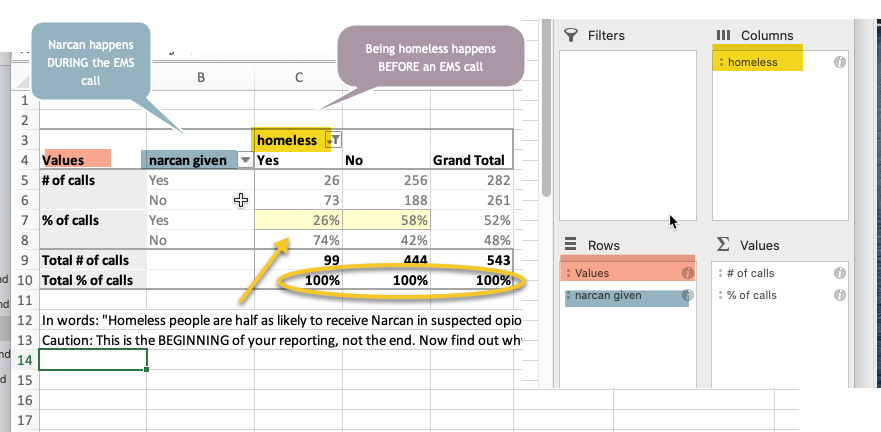 Narcan happens
DURING the EMS
call
Being homeless happens
BEFORE an EMS call
B C
1
2
3 homeless
4 Values narcan given Yes No Grand Total
5 # of calls Yes 26 256 282
6 No 73 188 261
7 % of calls Yes 26% 58% 52%
8 No 74% 42% 48%
9 Total # of calls 99 444 543
10 Total % of calls 100% 100% 100%
11
12 In words: "Homeless people are half as likely to receive Narcan in suspected opio
13 Caution: This is the BEGINNING of your reporting, not the end. Now find out wh
14
15
16
17
Filters
Columns
homeless
Rows
Values
Values
narcan given
# of calls
% of calls